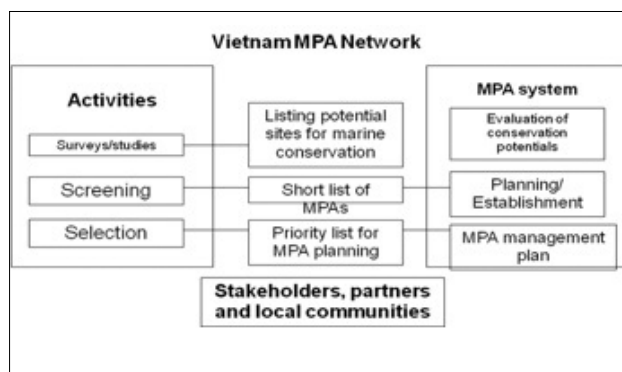 Vietnam MPA Network
Activities
Surveys/studies
Screening
Selection
Listing potential
sites for marine
conservation
Short list of
MPAs
Priority list for
MPA planning
MPA system
Evaluation of
conservation
potentials
Planning/
Establishment
MPA management
plan
Stakeholders, partners
and local communities